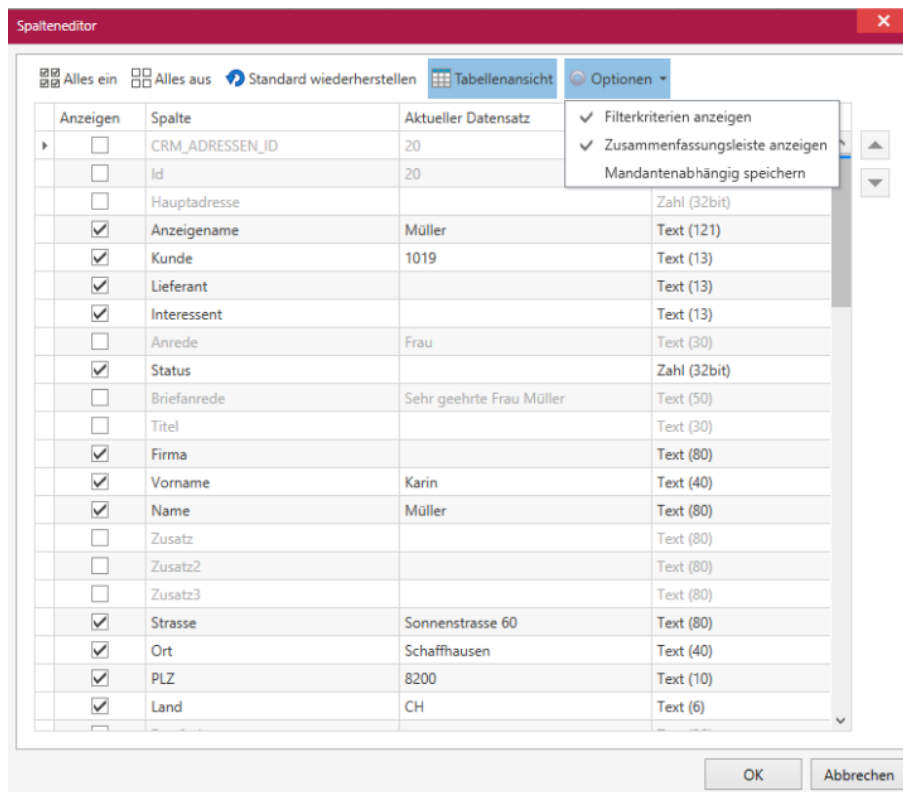 Spalteneditor
Alles ein Alles aus Standard wiederherstellen Tabellenansicht Optionen
Anzeigen Spalte Aktueller Datensatz
Filterkriterien anzeigen
Zusammenfassungsleiste anzeigen
Mandantenabhängig speichern
CRM_ADRESSEN_ID 20
Id 20
Hauptadresse Zahl (32bit)
Anzeigename Müller Text (121)
Kunde 1019 Text (13)
Lieferant Text (13)
Interessent Text (13)
Anrede Frau Text (30)
Status Zahl (32bit)
Briefanrede Sehr geehrte Frau Müller Text (50)
Titel Text (30)
Firma Text (80)
Vorname Karin Text (40)
Name Müller Text (80)
Zusatz Text (80)
Zusatz2 Text (80)
Zusatz3 Text (80)
Strasse Sonnenstrasse 60 Text (80)
Ort Schaffhausen Text (40)
PLZ 8200 Text (10)
Land CH Text (6)
OK Abbrechen